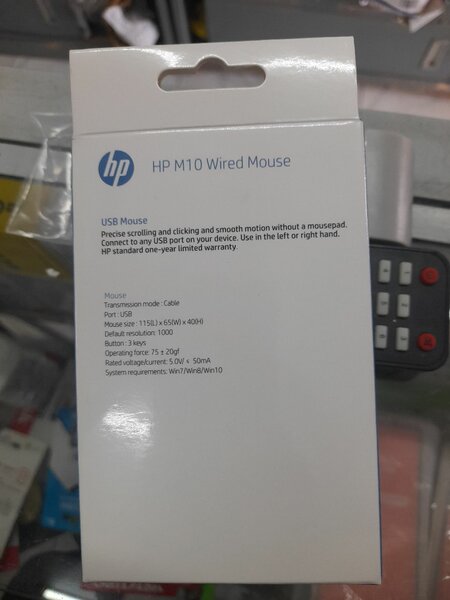 hp
HP M10 Wired Mouse
USB Mouse
Precise scrolling and clicking and smooth motion without a mousepad.
Connect to any USB port on your device. Use in the left or right hand.
HP standard one-year limited warranty.
Mouse
Transmission mode : Cable
Port : USB
Mouse size : 115(L) x 65(W) x 40(H)
Default resolution: 1000
Button : 3 keys
Operating force: 75 ± 20gf
Rated voltage/current: 5.0V/ < 50mA
System requirements: Win7/Win8/Win10